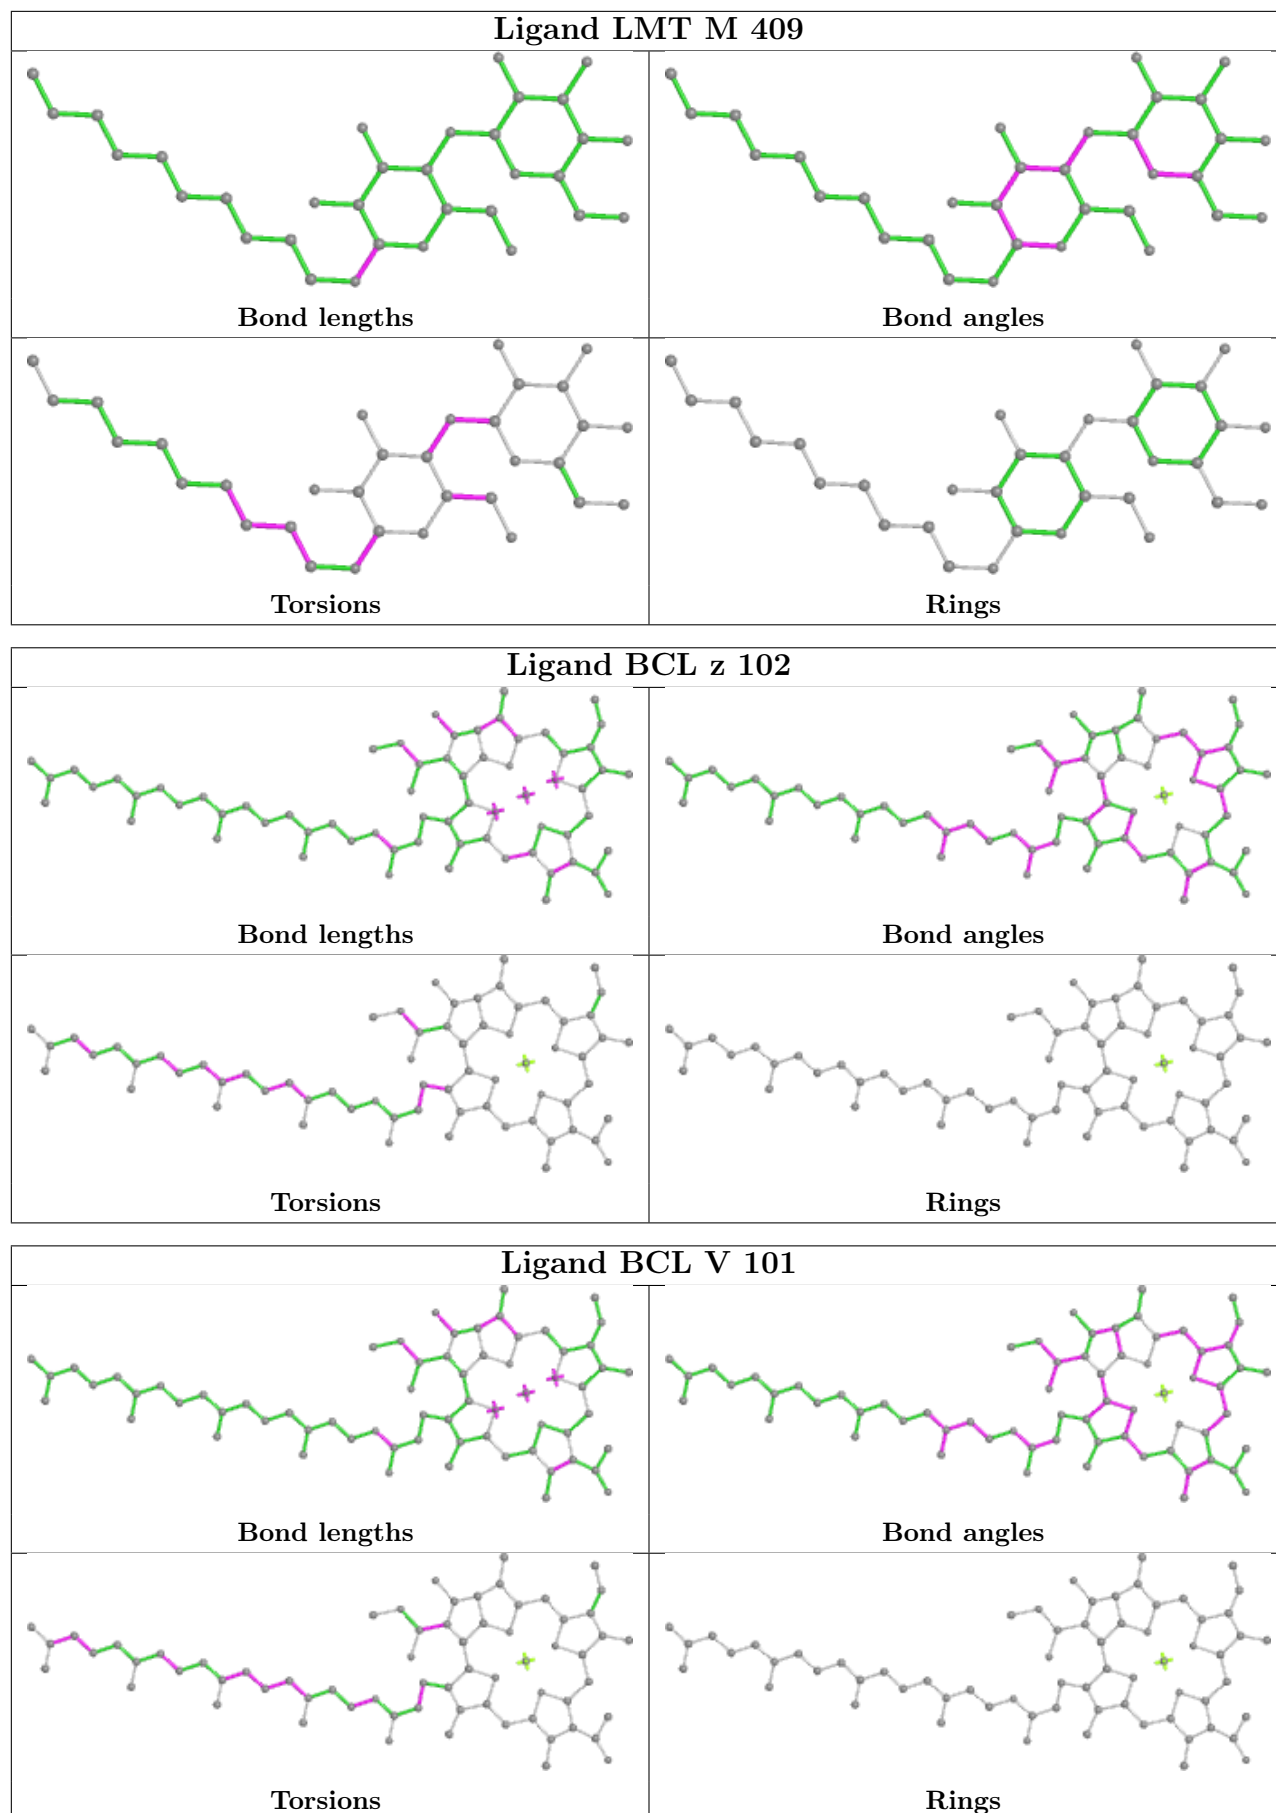 Ligand LMT M 409
Bond lengths
Bond angles
Torsions
Rings
Ligand BCL z 102
Bond lengths
Bond angles
Torsions
Rings
Ligand BCL V 101
Bond lengths
Bond angles
Torsions
Rings